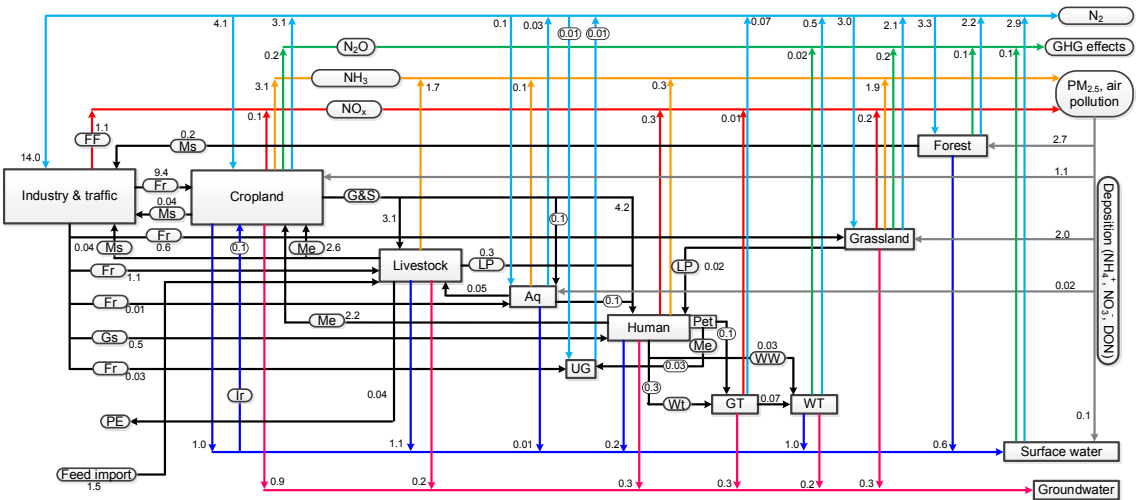 4.1
3.1
0.1
0.03
0.01
0.01
0.07
0.5
3.0
2.1
3.3
2.2
2.9
N₂
0.2
N₂O
0.02
0.2
0.1
0.1
GHG effects
3.1
NH₃
1.7
0.1
0.3
1.9
PM₂.₅, air
pollution
1.1
FF
0.1
NOₓ
0.3
0.01
0.2
0.2
Ms
Forest
2.7
14.0
Industry & traffic
9.4
Fr
0.04
Ms
Cropland
G&S
3.1
0.1
4.2
1.1
Deposition (NH₄⁺, NO₃⁻, DON)
Fr
0.6
Grassland
2.0
0.04
Ms
Me
2.6
Livestock
0.3
LP
LP
0.02
0.1
Fr
1.1
0.05
Aq
0.02
Fr
0.01
0.1
Me
2.2
Human
Pet
0.1
Gs
0.5
Me
0.03
WW
Fr
0.03
UG
0.03
0.3
Ir
0.04
Wt
GT
0.07
WT
PE
0.1
1.0
1.1
0.01
0.2
1.0
0.6
Surface water
Feed import
1.5
0.9
0.2
0.3
0.3
0.2
0.3
Groundwater